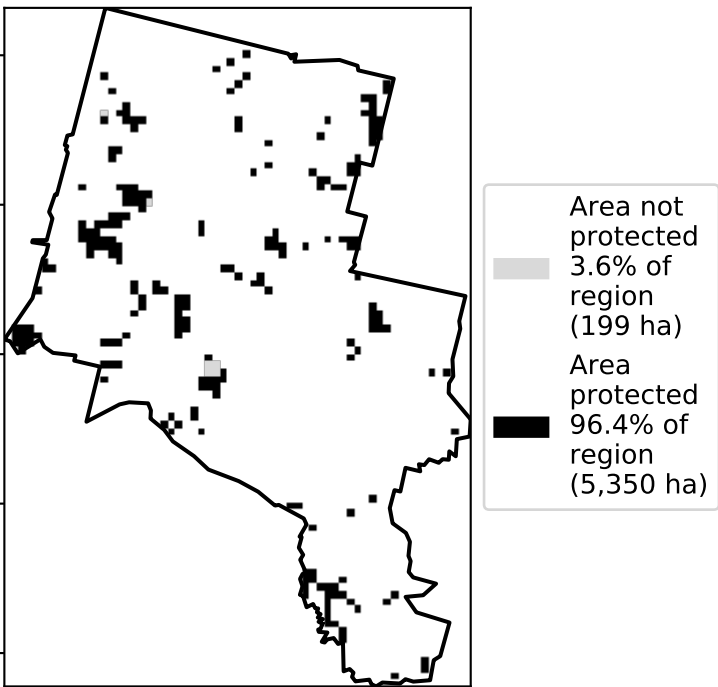 Area not
protected
3.6% of
region
(199 ha)
Area
protected
96.4% of
region
(5,350 ha)